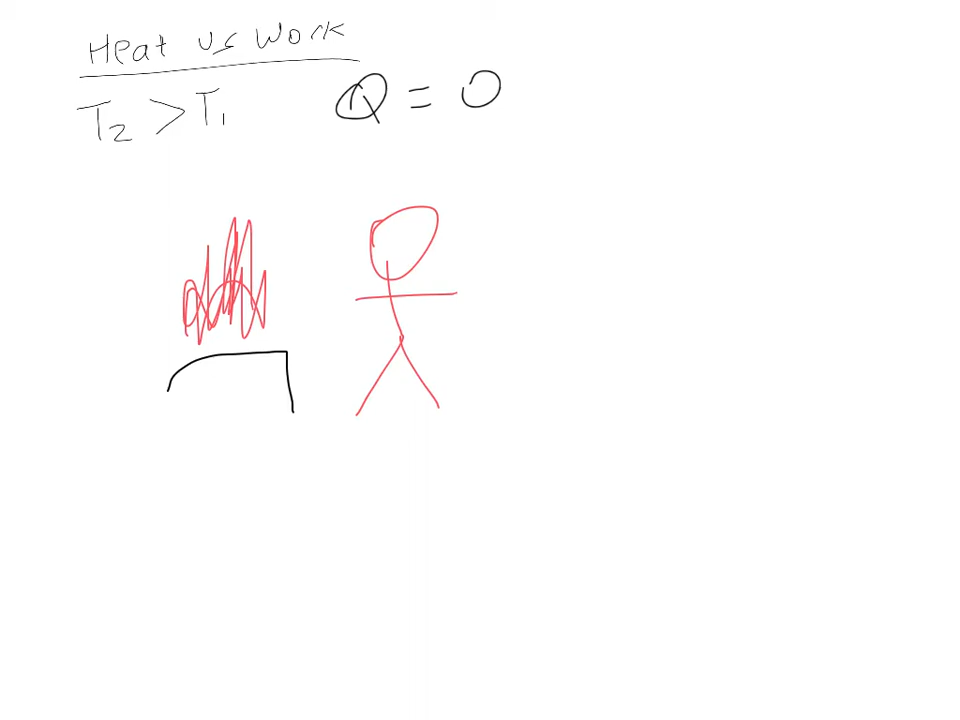 Heat vs Work
T₂ > T₁ Q = 0